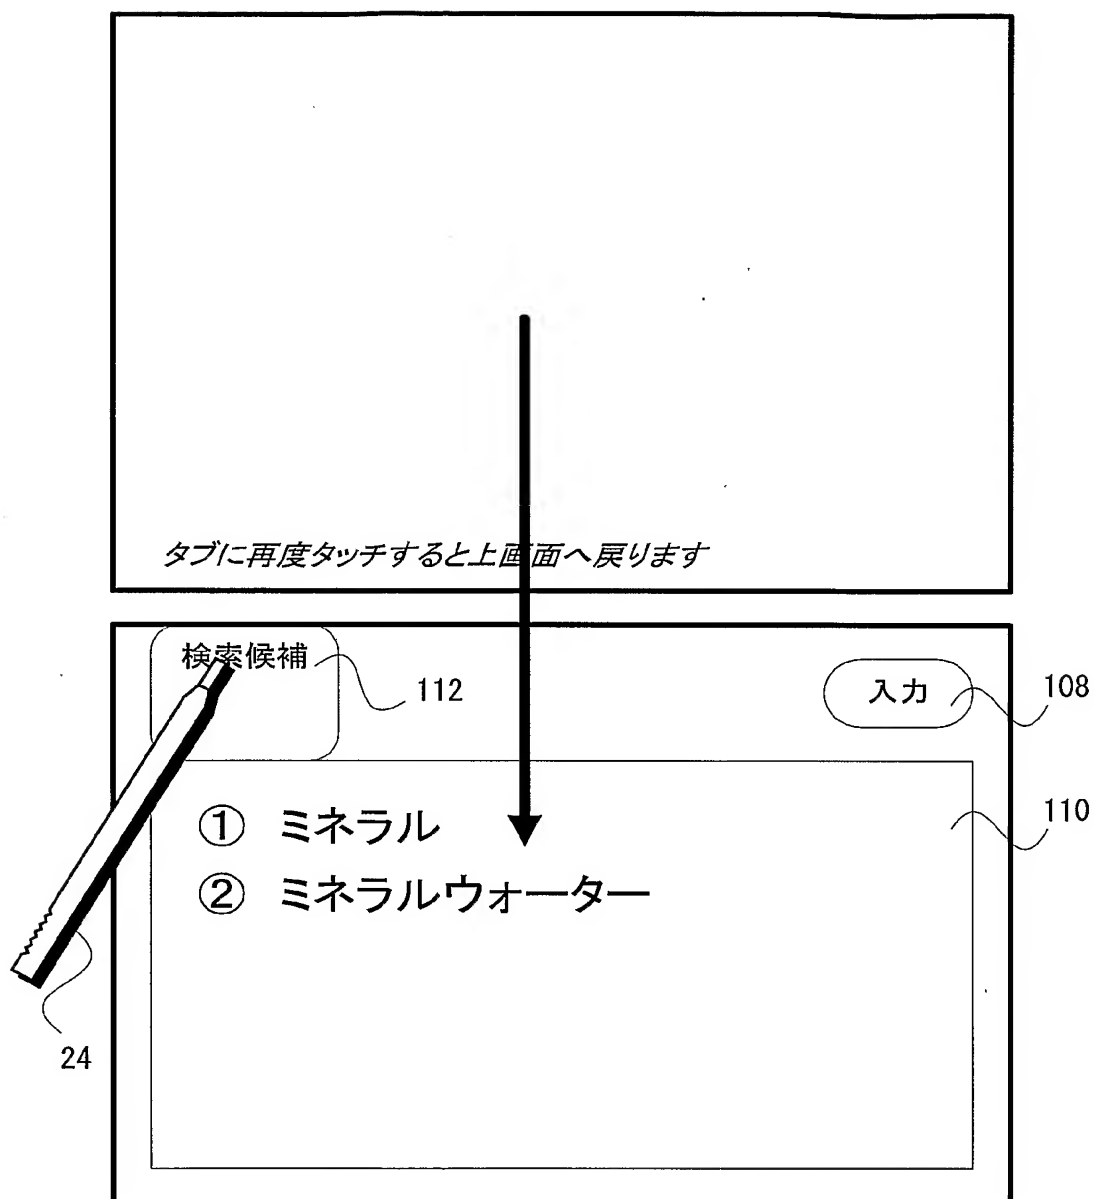 タブに再度タッチすると上画面へ戻ります
検索候補
112
入力
108
110
① ミネラル
② ミネラルウォーター
24